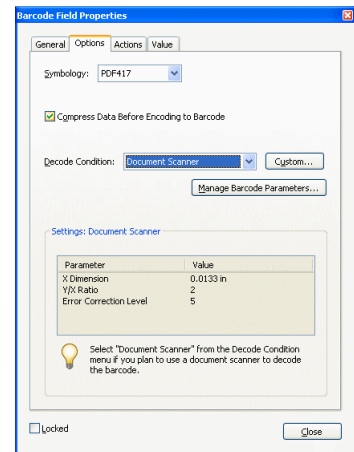 Barcode Field Properties
General Options Actions Value
Symbology: PDF417
Compress Data Before Encoding to Barcode
Decode Condition: Document Scanner Custom...
Manage Barcode Parameters...
Settings: Document Scanner
Parameter Value
X Dimension 0.0133 in
Y/X Ratio 2
Error Correction Level 5
Select "Document Scanner" from the Decode Condition
menu if you plan to use a document scanner to decode
the barcode.
Locked Close